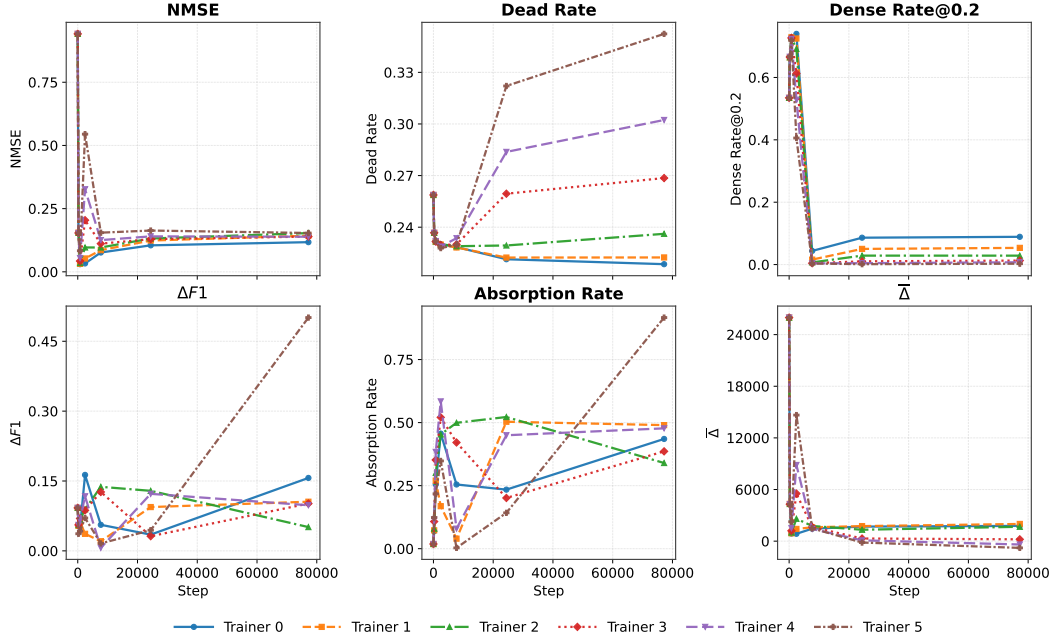 NMSE
Dead Rate
Dense Rate@0.2
NMSE
0.75
0.50
0.25
0.00
Dead Rate
0.33
0.30
0.27
0.24
Dense Rate@0.2
0.6
0.4
0.2
0.0
ΔF1
Absorption Rate
Δ̅
ΔF1
0.45
0.30
0.15
0.00
Absorption Rate
0.75
0.50
0.25
0.00
Δ̅
24000
18000
12000
6000
0
0 20000 40000 60000 80000
0 20000 40000 60000 80000
0 20000 40000 60000 80000
Step
Step
Step
Trainer 0 Trainer 1 Trainer 2 Trainer 3 Trainer 4 Trainer 5